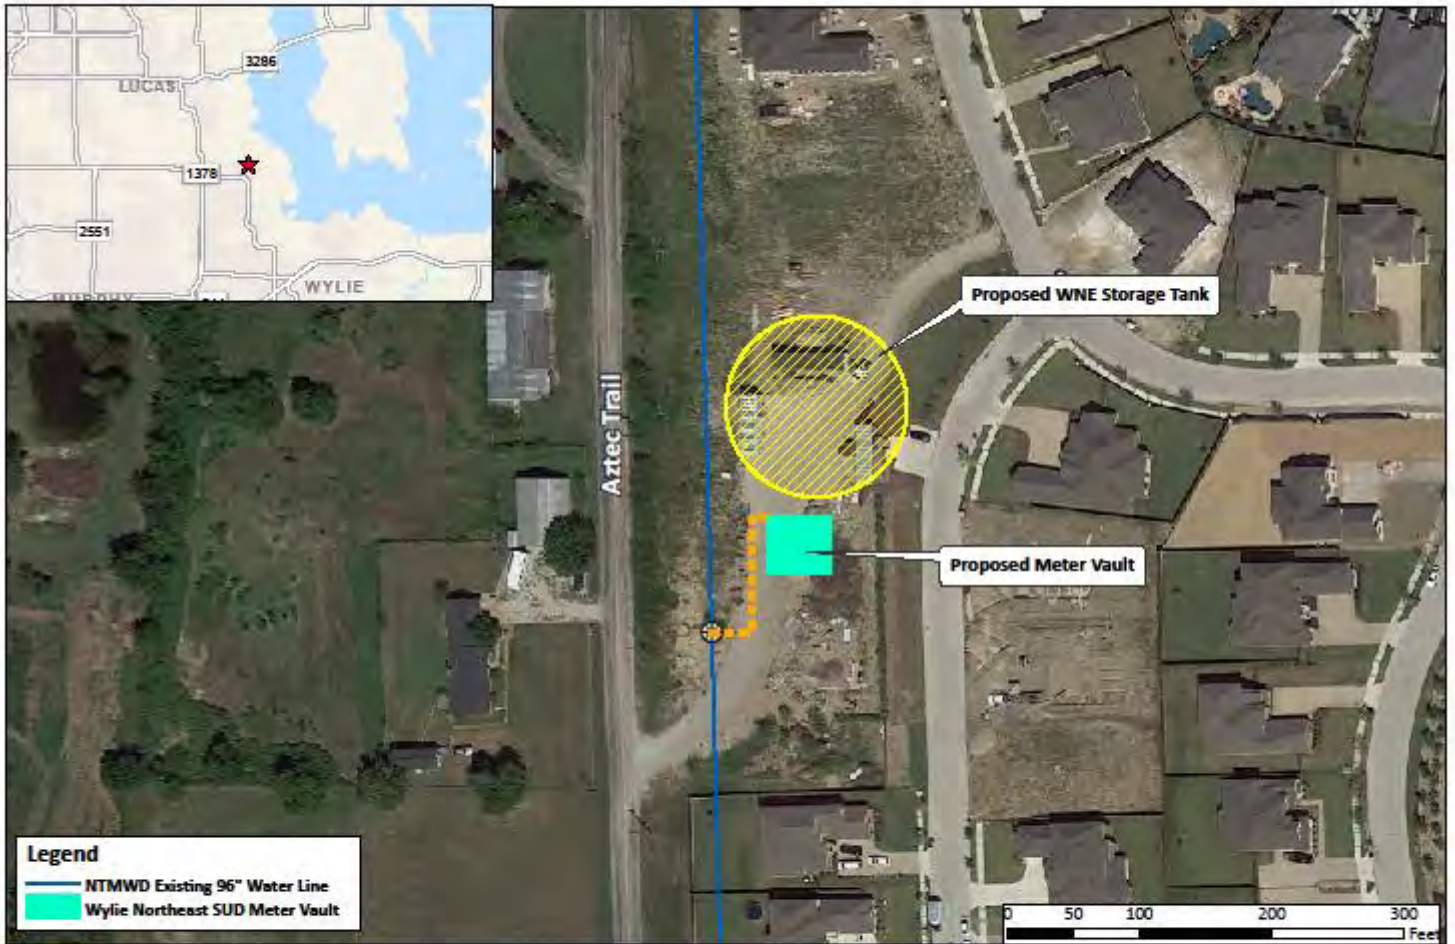 3286
LUCAS
1378
2551
WYLIE
MURPHY
Proposed WNE Storage Tank
Aztec Trail
Proposed Meter Vault
Legend
NTMWD Existing 96" Water Line
Wylie Northeast SUD Meter Vault
0 50 100 200 300
Feet